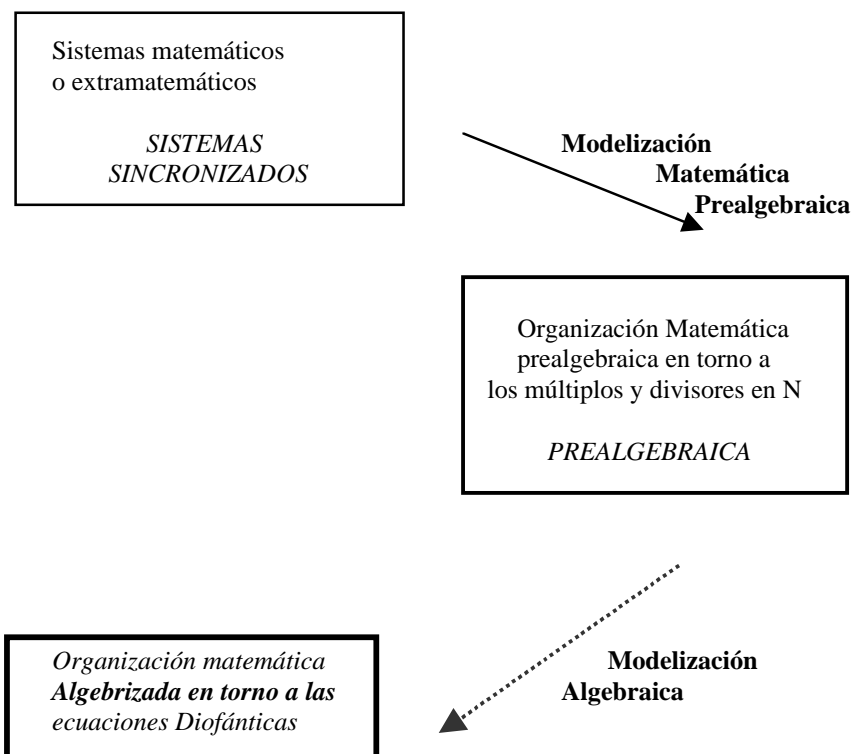 Sistemas matemáticos
o extramatemáticos
SISTEMAS
SINCRONIZADOS
Modelización
Matemática
Prealgebraica
Organización Matemática
prealgebraica en torno a
los múltiplos y divisores en N
PREALGEBRAICA
Modelización
Algebraica
Organización matemática
Algebrizada en torno a las
ecuaciones Diofánticas